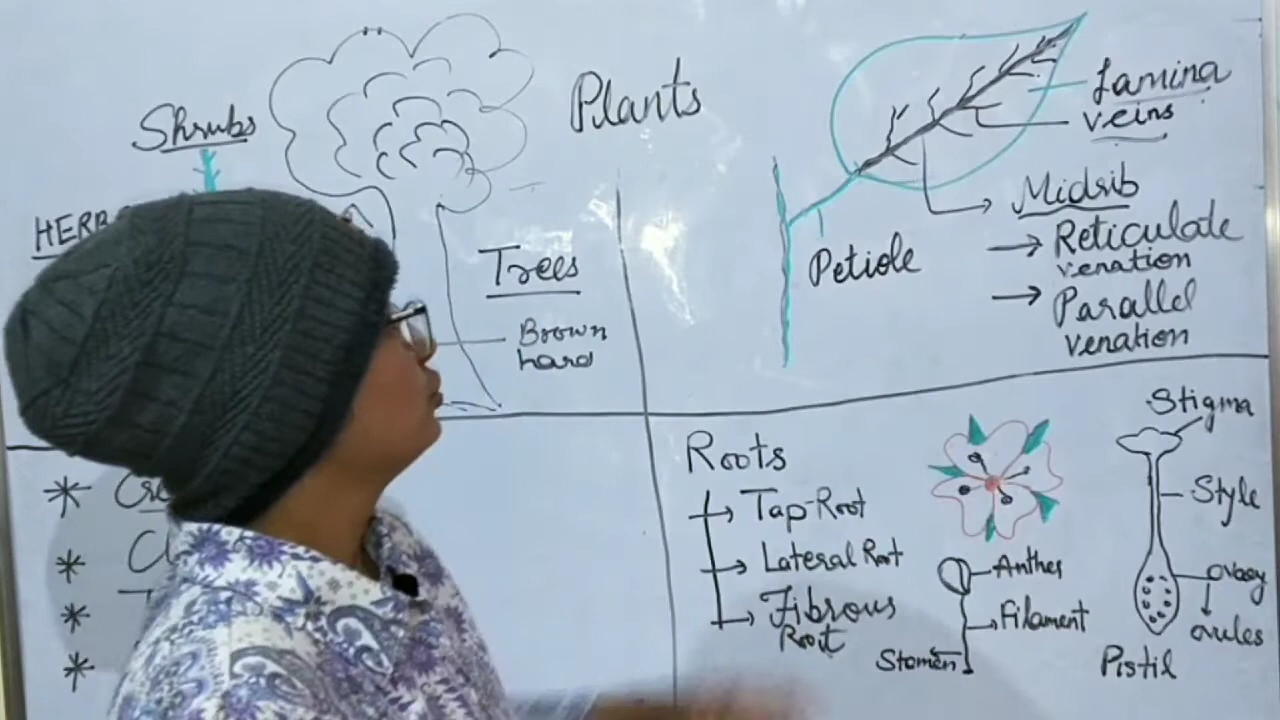 Plants
Shrubs
HERB
Trees
Brown
hard
Lamina
veins
Midrib
Petiole
→ Reticulate
venation
→ Parallel
venation
Roots
→ Tap-Root
→ Lateral Root
→ Fibrous
Root
Anther
Filament
Stamen
Stigma
Style
ovary
ovules
Pistil